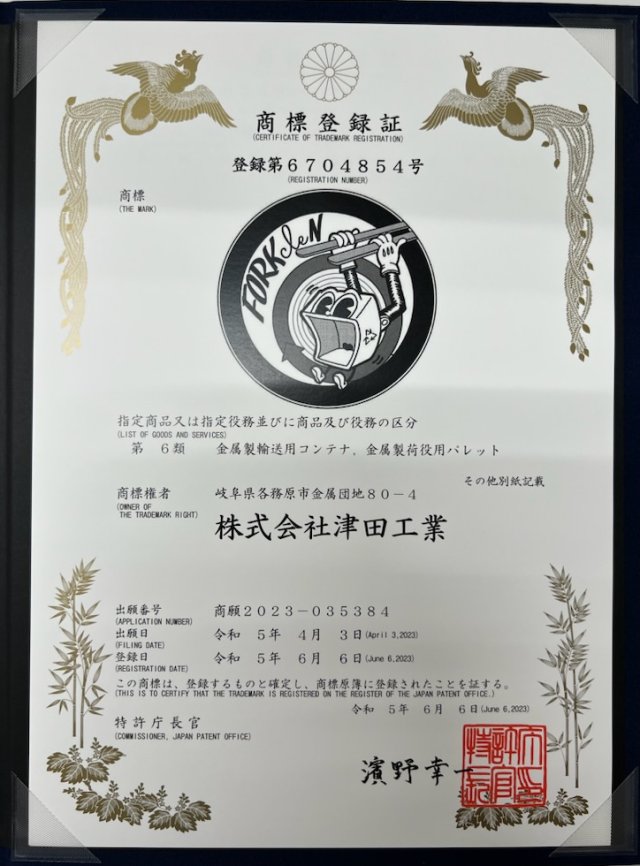 商標登録証
(CERTIFICATE OF TRADEMARK REGISTRATION)
登録第6704854号
(REGISTRATION NUMBER)
商標
(THE MARK)
FORKleN
指定商品又は指定役務並びに商品及び役務の区分
(LIST OF GOODS AND SERVICES)
第 6類 金属製輸送用コンテナ、金属製荷役用パレット
その他別紙記載
商標権者 岐阜県各務原市金属団地80-4
(OWNER OF THE TRADEMARK RIGHT)
株式会社津田工業
出願番号 商願2023-035384
(APPLICATION NUMBER)
出願日 令和 5年 4月 3日(April 3,2023)
(FILING DATE)
登録日 令和 5年 6月 6日(June 6,2023)
(REGISTRATION DATE)
この商標は、登録するものと確定し、商標原簿に登録されたことを証する。
(THIS IS TO CERTIFY THAT THE TRADEMARK IS REGISTERED ON THE REGISTER OF THE JAPAN PATENT OFFICE.)
令和 5年 6月 6日(June 6,2023)
特許庁長官
(COMMISSIONER, JAPAN PATENT OFFICE)
濱野幸一